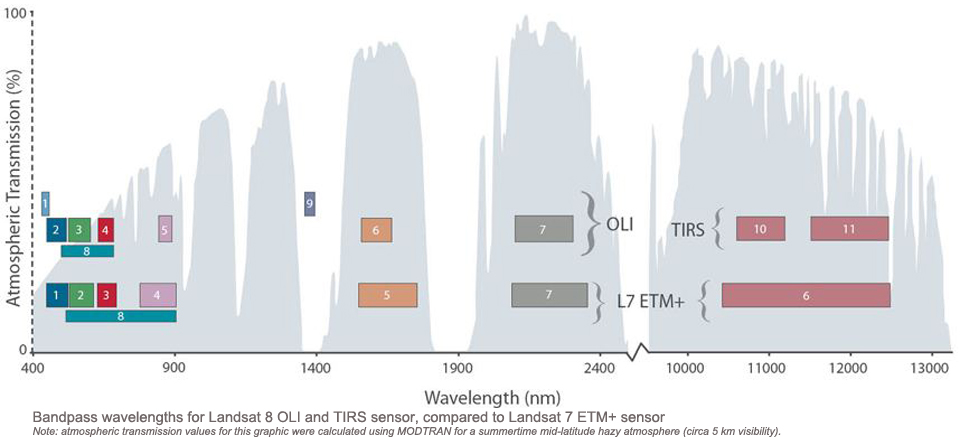 100
Atmospheric Transmission (%)
0
1
2 3 4 5 6 7 OLI
8
9
TIRS 10 11
1 2 3 4 5 7 L7 ETM+ 6
8
400 900 1400 1900 2400 10000 11000 12000 13000
Wavelength (nm)
Bandpass wavelengths for Landsat 8 OLI and TIRS sensor, compared to Landsat 7 ETM+ sensor
Note: atmospheric transmission values for this graphic were calculated using MODTRAN for a summertime mid-latitude hazy atmosphere (circa 5 km visibility).